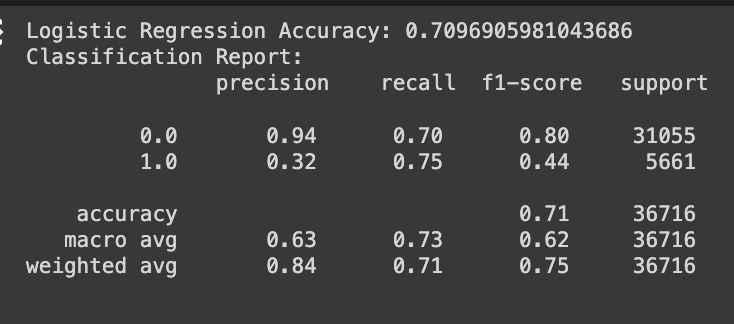 Logistic Regression Accuracy: 0.7096905981043686
Classification Report:
precision recall f1-score support
0.0 0.94 0.70 0.80 31055
1.0 0.32 0.75 0.44 5661
accuracy 0.71 36716
macro avg 0.63 0.73 0.62 36716
weighted avg 0.84 0.71 0.75 36716